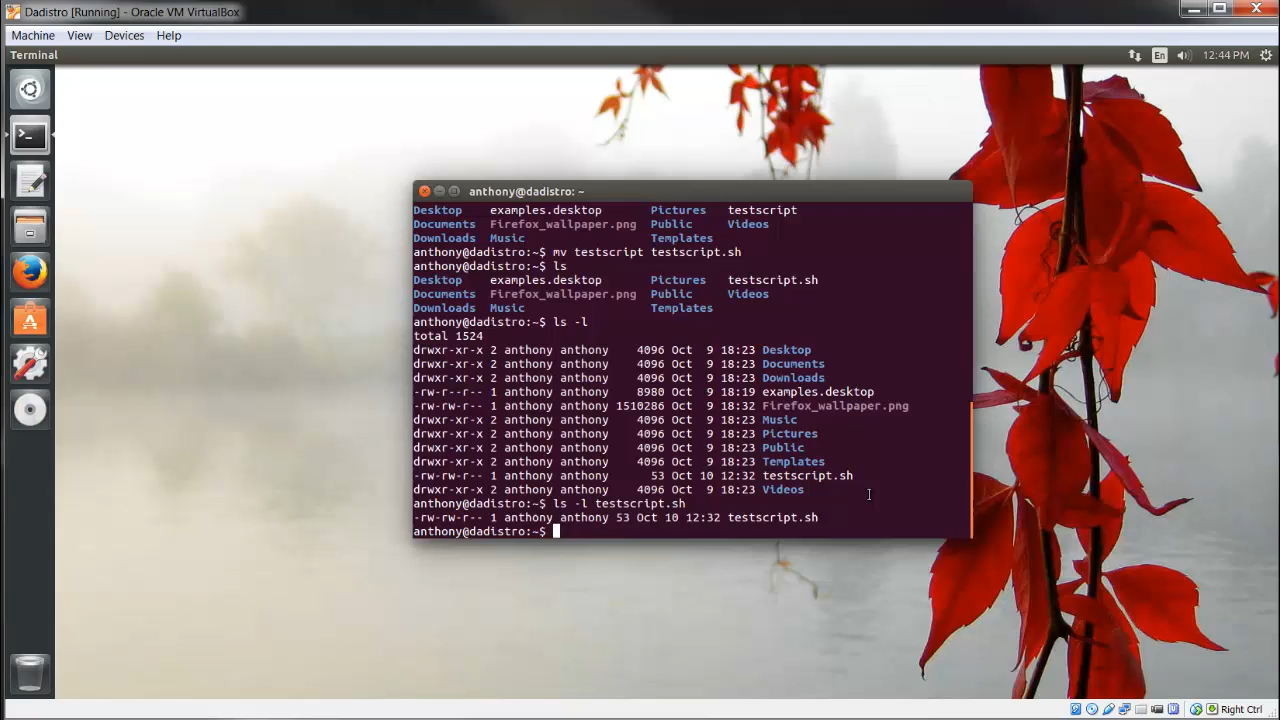 Dadistro [Running] - Oracle VM VirtualBox
Machine View Devices Help
Terminal En 12:44 PM
anthony@dadistro: ~
Desktop examples.desktop Pictures testscript
Documents Firefox_wallpaper.png Public Videos
Downloads Music Templates
anthony@dadistro:~$ mv testscript testscript.sh
anthony@dadistro:~$ ls
Desktop examples.desktop Pictures testscript.sh
Documents Firefox_wallpaper.png Public Videos
Downloads Music Templates
anthony@dadistro:~$ ls -l
total 1524
drwxr-xr-x 2 anthony anthony 4096 Oct 9 18:23 Desktop
drwxr-xr-x 2 anthony anthony 4096 Oct 9 18:23 Documents
drwxr-xr-x 2 anthony anthony 4096 Oct 9 18:23 Downloads
-rw-r--r-- 1 anthony anthony 8980 Oct 9 18:19 examples.desktop
-rw-rw-r-- 1 anthony anthony 1510286 Oct 9 18:32 Firefox_wallpaper.png
drwxr-xr-x 2 anthony anthony 4096 Oct 9 18:23 Music
drwxr-xr-x 2 anthony anthony 4096 Oct 9 18:23 Pictures
drwxr-xr-x 2 anthony anthony 4096 Oct 9 18:23 Public
drwxr-xr-x 2 anthony anthony 4096 Oct 9 18:23 Templates
-rw-rw-r-- 1 anthony anthony 53 Oct 10 12:32 testscript.sh
drwxr-xr-x 2 anthony anthony 4096 Oct 9 18:23 Videos
anthony@dadistro:~$ ls -l testscript.sh
-rw-rw-r-- 1 anthony anthony 53 Oct 10 12:32 testscript.sh
anthony@dadistro:~$
Right Ctrl